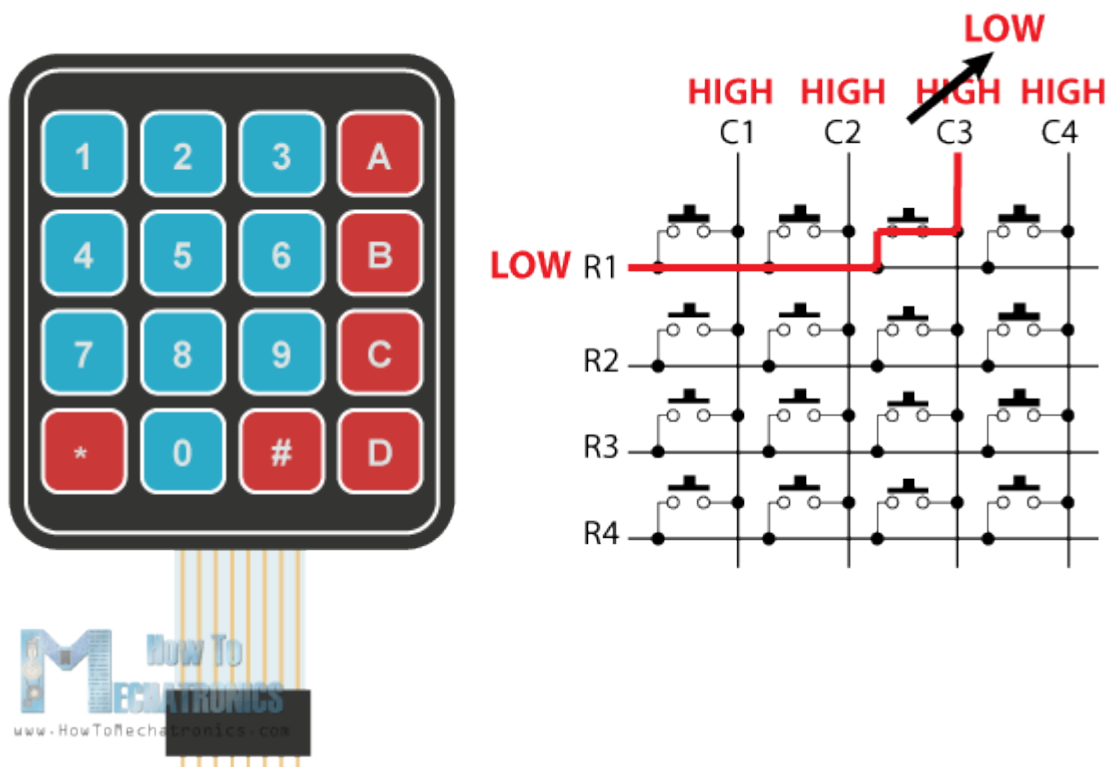 1 2 3 A
4 5 6 B
7 8 9 C
* 0 # D
How To
MECHATRONICS
www.HowToMechatronics.com
LOW
HIGH HIGH HIGH HIGH
C1 C2 C3 C4
LOW R1
R2
R3
R4